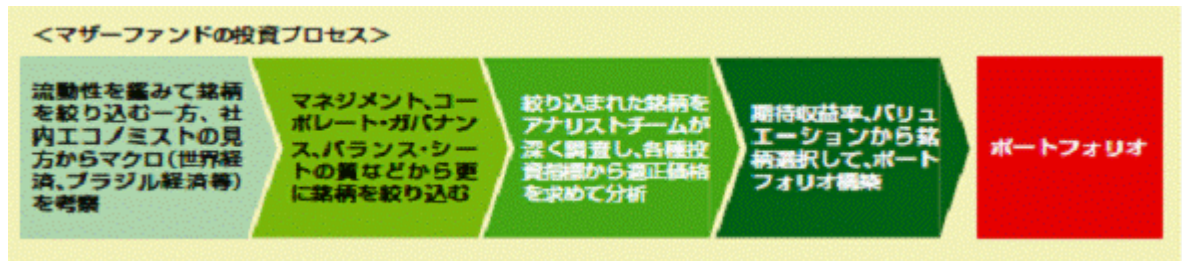 ＜マザーファンドの投資プロセス＞
流動性を鑑みて銘柄
を絞り込む一方、社
内エコノミストの見
方からマクロ(世界経
済、ブラジル経済等)
を考察
マネジメント、コー
ポレート・ガバナン
ス、バランス・シー
トの質などから更
に銘柄を絞り込む
絞り込まれた銘柄を
アナリストチームが
深く調査し、各種投
資指標から適正価格
を求めて分析
期待収益率、バリュ
エーションから銘
柄選択して、ポート
フォリオ構築
ポートフォリオ